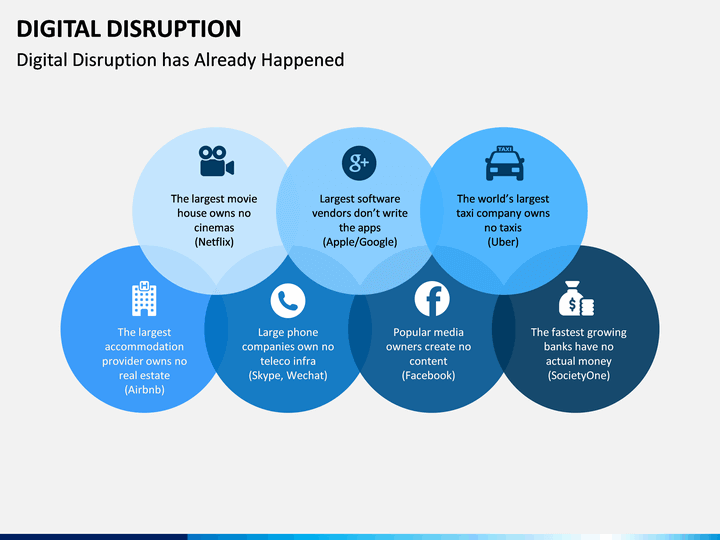 DIGITAL DISRUPTION
Digital Disruption has Already Happened
The largest movie
house owns no
cinemas
(Netflix)
g+
Largest software
vendors don't write
the apps
(Apple/Google)
TAXI
The world's largest
taxi company owns
no taxis
(Uber)
H
The largest
accommodation
provider owns no
real estate
(Airbnb)
Large phone
companies own no
teleco infra
(Skype, Wechat)
f
Popular media
owners create no
content
(Facebook)
$
The fastest growing
banks have no
actual money
(SocietyOne)